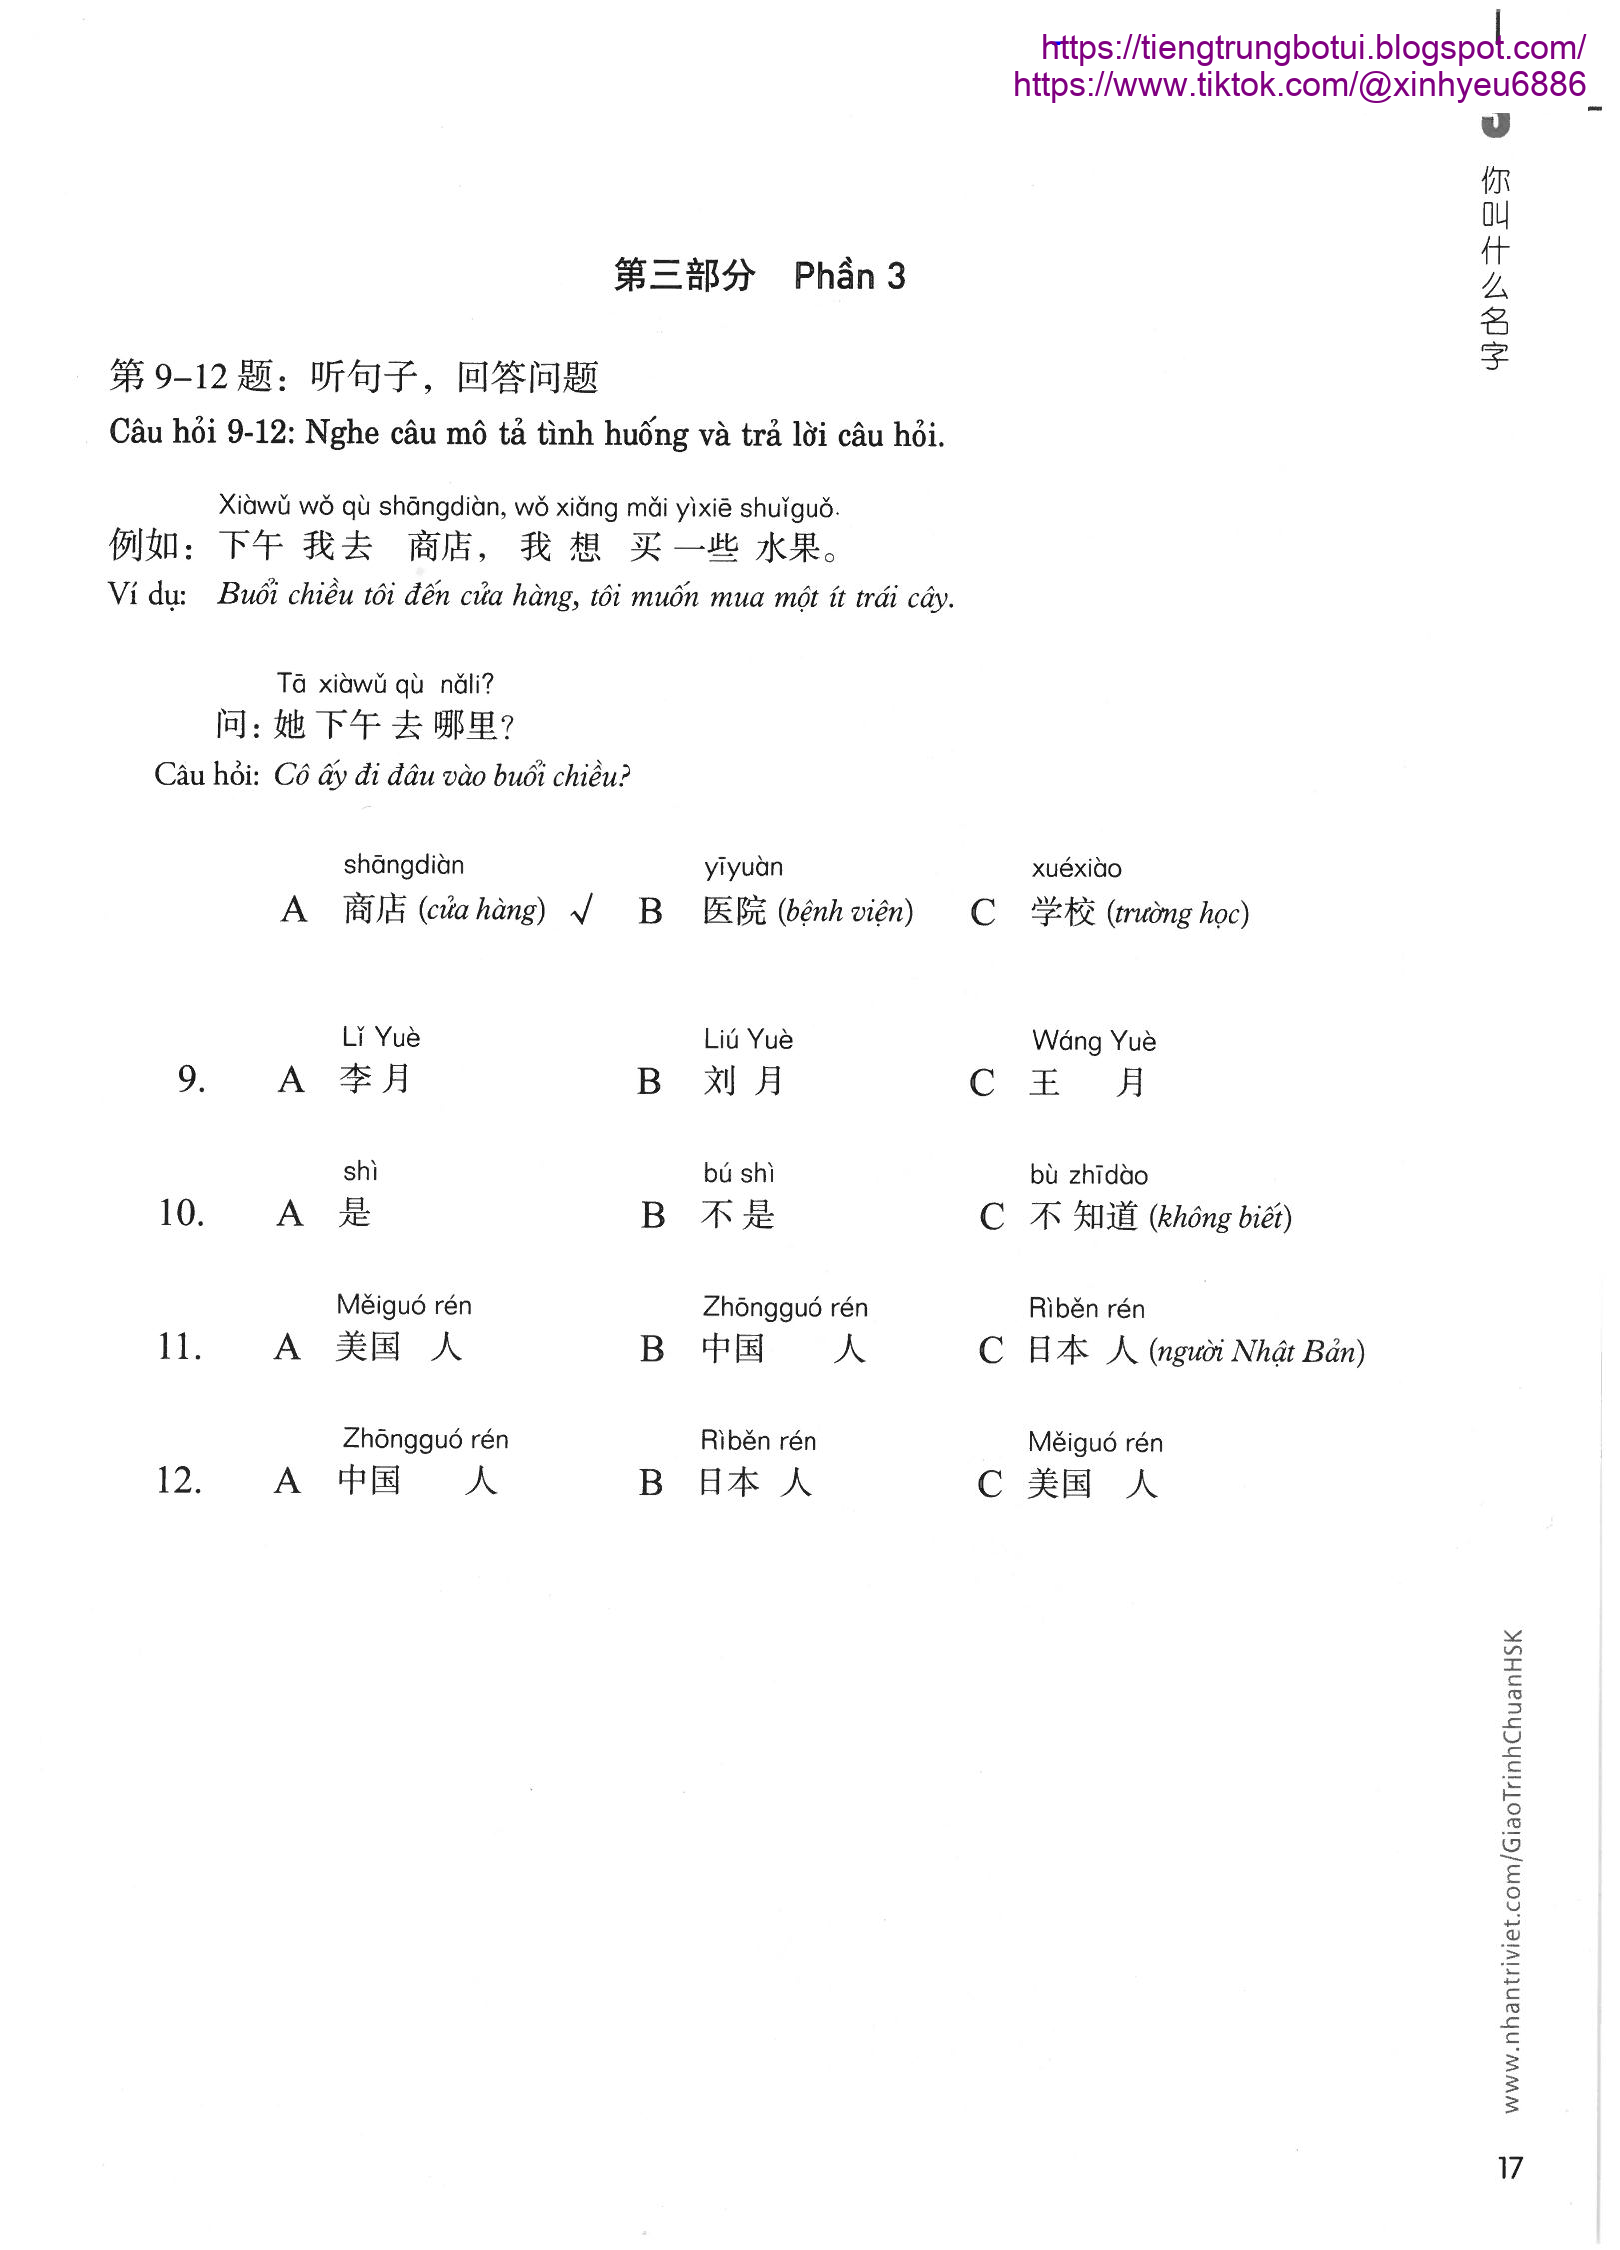 https://tiengtrungbotui.blogspot.com/
https://www.tiktok.com/@xinhyeu6886
你叫什么名字
第三部分 Phần 3
第 9–12 题：听句子，回答问题
Câu hỏi 9-12: Nghe câu mô tả tình huống và trả lời câu hỏi.
Xiàwǔ wǒ qù shāngdiàn, wǒ xiǎng mǎi yìxiē shuǐguǒ.
例如：下午 我去 商店， 我 想 买 一些 水果。
Ví dụ: Buổi chiều tôi đến cửa hàng, tôi muốn mua một ít trái cây.
Tā xiàwǔ qù nǎli?
问：她 下午 去 哪里？
Câu hỏi: Cô ấy đi đâu vào buổi chiều?
shāngdiàn yīyuàn xuéxiào
A 商店 (cửa hàng) √ B 医院 (bệnh viện) C 学校 (trường học)
Lǐ Yuè Liú Yuè Wáng Yuè
9. A 李 月 B 刘 月 C 王 月
shì bú shì bù zhīdào
10. A 是 B 不 是 C 不 知道 (không biết)
Měiguó rén Zhōngguó rén Rìběn rén
11. A 美国 人 B 中国 人 C 日本 人 (người Nhật Bản)
Zhōngguó rén Rìběn rén Měiguó rén
12. A 中国 人 B 日本 人 C 美国 人
www.nhantriviet.com/GiaoTrinhChuanHSK
17